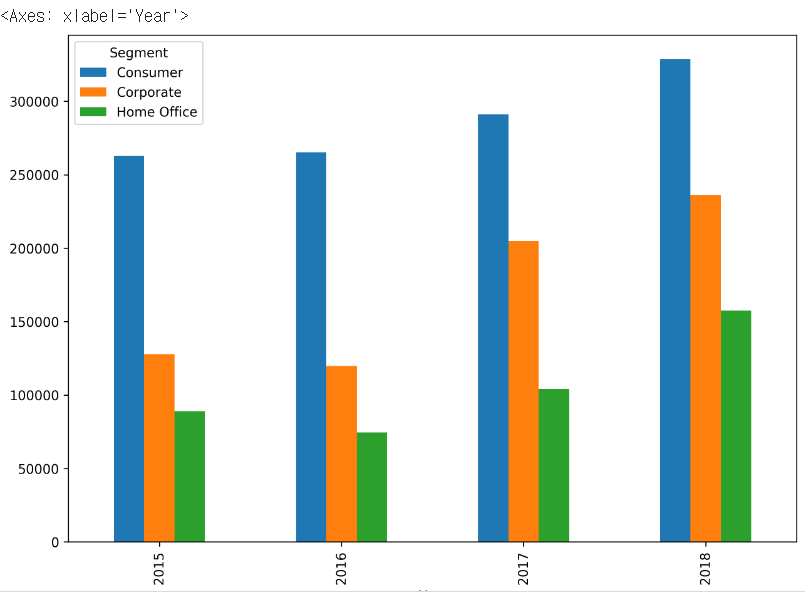 <Axes: xlabel='Year'>
Segment
Consumer
Corporate
Home Office
300000
250000
200000
150000
100000
50000
0
2015
2016
2017
2018